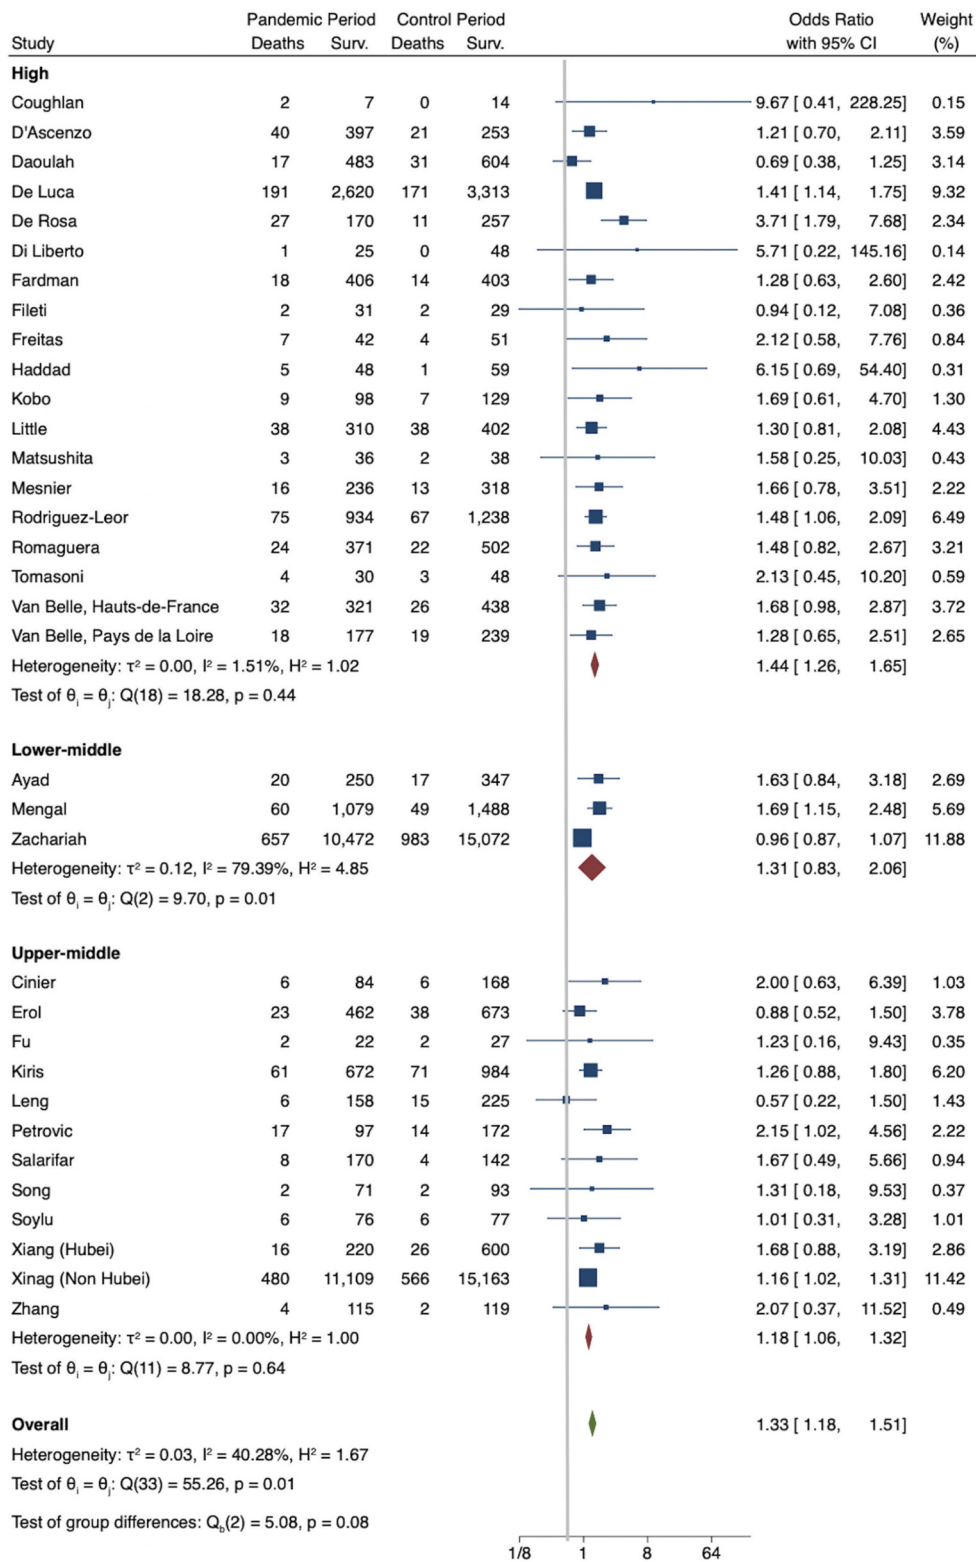 Pandemic Period Control Period Odds Ratio Weight
Study Deaths Surv. Deaths Surv. with 95% CI (%)
High
Coughlan 2 7 0 14 9.67 [ 0.41, 228.25] 0.15
D'Ascenzo 40 397 21 253 1.21 [ 0.70, 2.11] 3.59
Daoulah 17 483 31 604 0.69 [ 0.38, 1.25] 3.14
De Luca 191 2,620 171 3,313 1.41 [ 1.14, 1.75] 9.32
De Rosa 27 170 11 257 3.71 [ 1.79, 7.68] 2.34
Di Liberto 1 25 0 48 5.71 [ 0.22, 145.16] 0.14
Fardman 18 406 14 403 1.28 [ 0.63, 2.60] 2.42
Fileti 2 31 2 29 0.94 [ 0.12, 7.08] 0.36
Freitas 7 42 4 51 2.12 [ 0.58, 7.76] 0.84
Haddad 5 48 1 59 6.15 [ 0.69, 54.40] 0.31
Kobo 9 98 7 129 1.69 [ 0.61, 4.70] 1.30
Little 38 310 38 402 1.30 [ 0.81, 2.08] 4.43
Matsushita 3 36 2 38 1.58 [ 0.25, 10.03] 0.43
Mesnier 16 236 13 318 1.66 [ 0.78, 3.51] 2.22
Rodriguez-Leor 75 934 67 1,238 1.48 [ 1.06, 2.09] 6.49
Romaguera 24 371 22 502 1.48 [ 0.82, 2.67] 3.21
Tomasoni 4 30 3 48 2.13 [ 0.45, 10.20] 0.59
Van Belle, Hauts-de-France 32 321 26 438 1.68 [ 0.98, 2.87] 3.72
Van Belle, Pays de la Loire 18 177 19 239 1.28 [ 0.65, 2.51] 2.65
Heterogeneity: τ² = 0.00, I² = 1.51%, H² = 1.02 1.44 [ 1.26, 1.65]
Test of θᵢ = θⱼ: Q(18) = 18.28, p = 0.44
Lower-middle
Ayad 20 250 17 347 1.63 [ 0.84, 3.18] 2.69
Mengal 60 1,079 49 1,488 1.69 [ 1.15, 2.48] 5.69
Zachariah 657 10,472 983 15,072 0.96 [ 0.87, 1.07] 11.88
Heterogeneity: τ² = 0.12, I² = 79.39%, H² = 4.85 1.31 [ 0.83, 2.06]
Test of θᵢ = θⱼ: Q(2) = 9.70, p = 0.01
Upper-middle
Cinier 6 84 6 168 2.00 [ 0.63, 6.39] 1.03
Erol 23 462 38 673 0.88 [ 0.52, 1.50] 3.78
Fu 2 22 2 27 1.23 [ 0.16, 9.43] 0.35
Kiris 61 672 71 984 1.26 [ 0.88, 1.80] 6.20
Leng 6 158 15 225 0.57 [ 0.22, 1.50] 1.43
Petrovic 17 97 14 172 2.15 [ 1.02, 4.56] 2.22
Salarifar 8 170 4 142 1.67 [ 0.49, 5.66] 0.94
Song 2 71 2 93 1.31 [ 0.18, 9.53] 0.37
Soylu 6 76 6 77 1.01 [ 0.31, 3.28] 1.01
Xiang (Hubei) 16 220 26 600 1.68 [ 0.88, 3.19] 2.86
Xinag (Non Hubei) 480 11,109 566 15,163 1.16 [ 1.02, 1.31] 11.42
Zhang 4 115 2 119 2.07 [ 0.37, 11.52] 0.49
Heterogeneity: τ² = 0.00, I² = 0.00%, H² = 1.00 1.18 [ 1.06, 1.32]
Test of θᵢ = θⱼ: Q(11) = 8.77, p = 0.64
Overall 1.33 [ 1.18, 1.51]
Heterogeneity: τ² = 0.03, I² = 40.28%, H² = 1.67
Test of θᵢ = θⱼ: Q(33) = 55.26, p = 0.01
Test of group differences: Q_b(2) = 5.08, p = 0.08
1/8 1 8 64